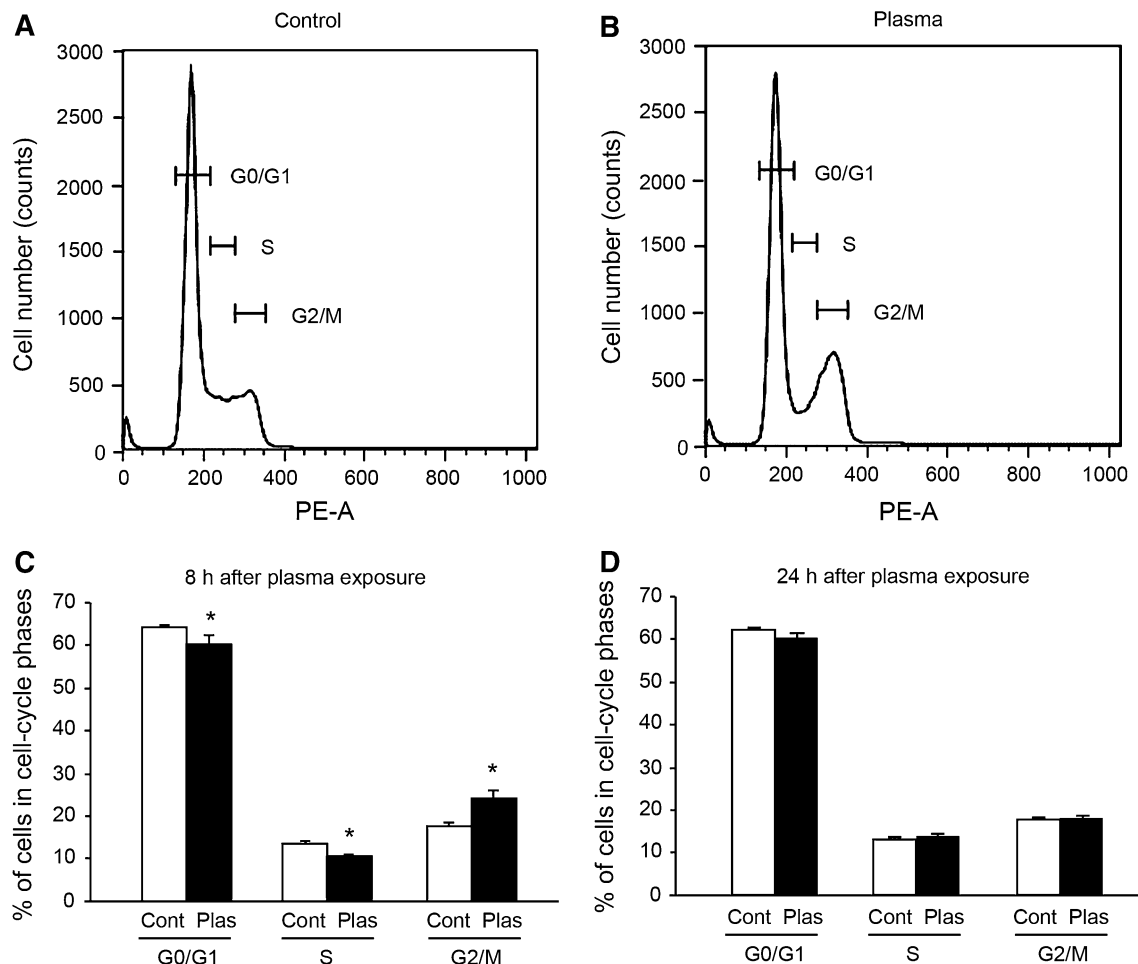 A
Control
3000
2500
2000
1500
1000
500
0
Cell number (counts)
G0/G1
S
G2/M
0 200 400 600 800 1000
PE-A
B
Plasma
3000
2500
2000
1500
1000
500
0
Cell number (counts)
G0/G1
S
G2/M
0 200 400 600 800 1000
PE-A
C
8 h after plasma exposure
70
60
50
40
30
20
10
0
% of cells in cell-cycle phases
*
*
*
Cont Plas Cont Plas Cont Plas
G0/G1 S G2/M
D
24 h after plasma exposure
70
60
50
40
30
20
10
0
% of cells in cell-cycle phases
Cont Plas Cont Plas Cont Plas
G0/G1 S G2/M